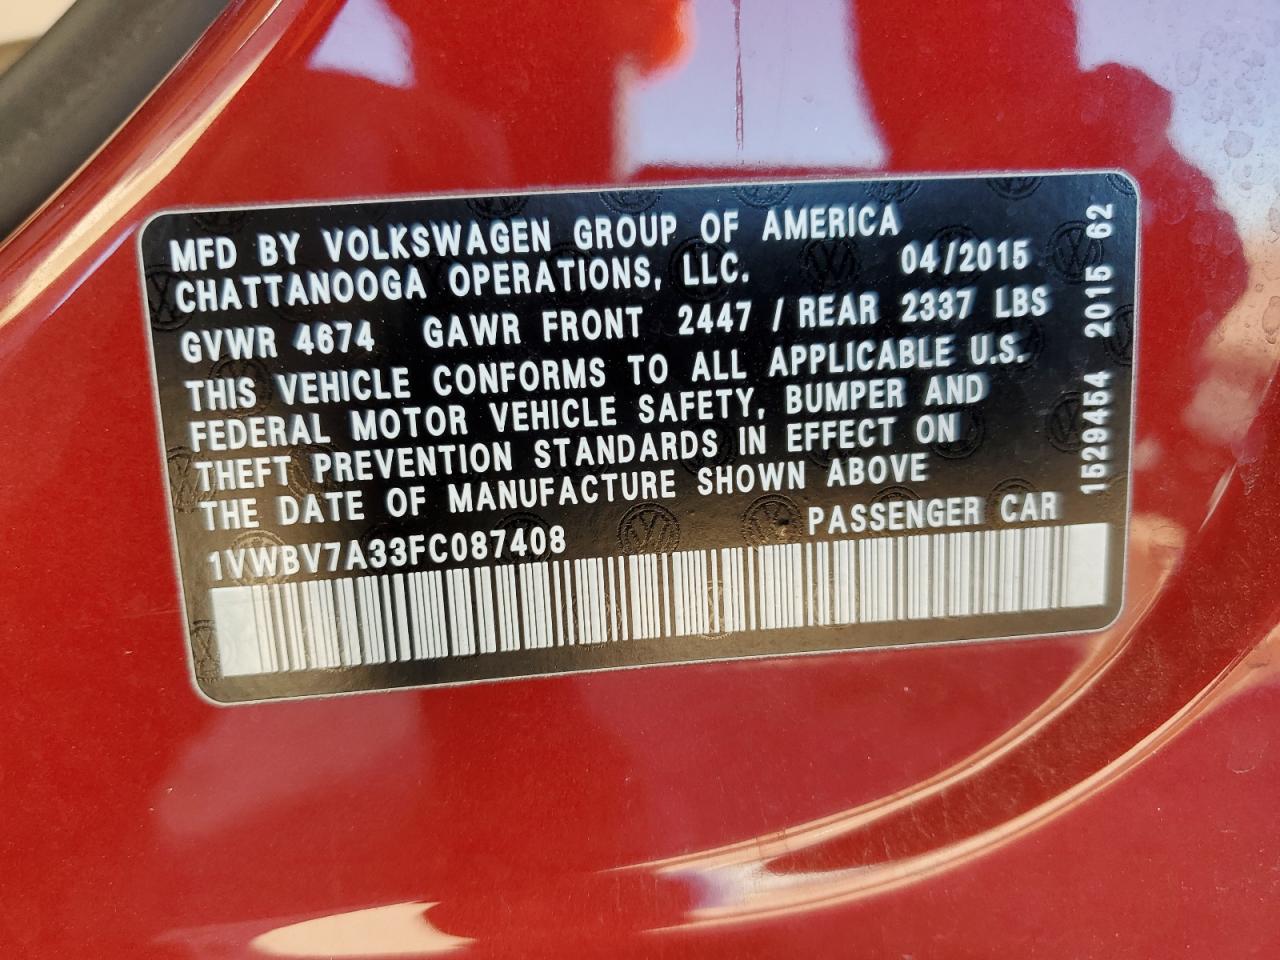 MFD BY VOLKSWAGEN GROUP OF AMERICA
CHATTANOOGA OPERATIONS, LLC. 04/2015
GVWR 4674 GAWR FRONT 2447 / REAR 2337 LBS
THIS VEHICLE CONFORMS TO ALL APPLICABLE U.S.
FEDERAL MOTOR VEHICLE SAFETY, BUMPER AND
THEFT PREVENTION STANDARDS IN EFFECT ON
THE DATE OF MANUFACTURE SHOWN ABOVE
1VWBV7A33FC087408 PASSENGER CAR
1529454 2015 62